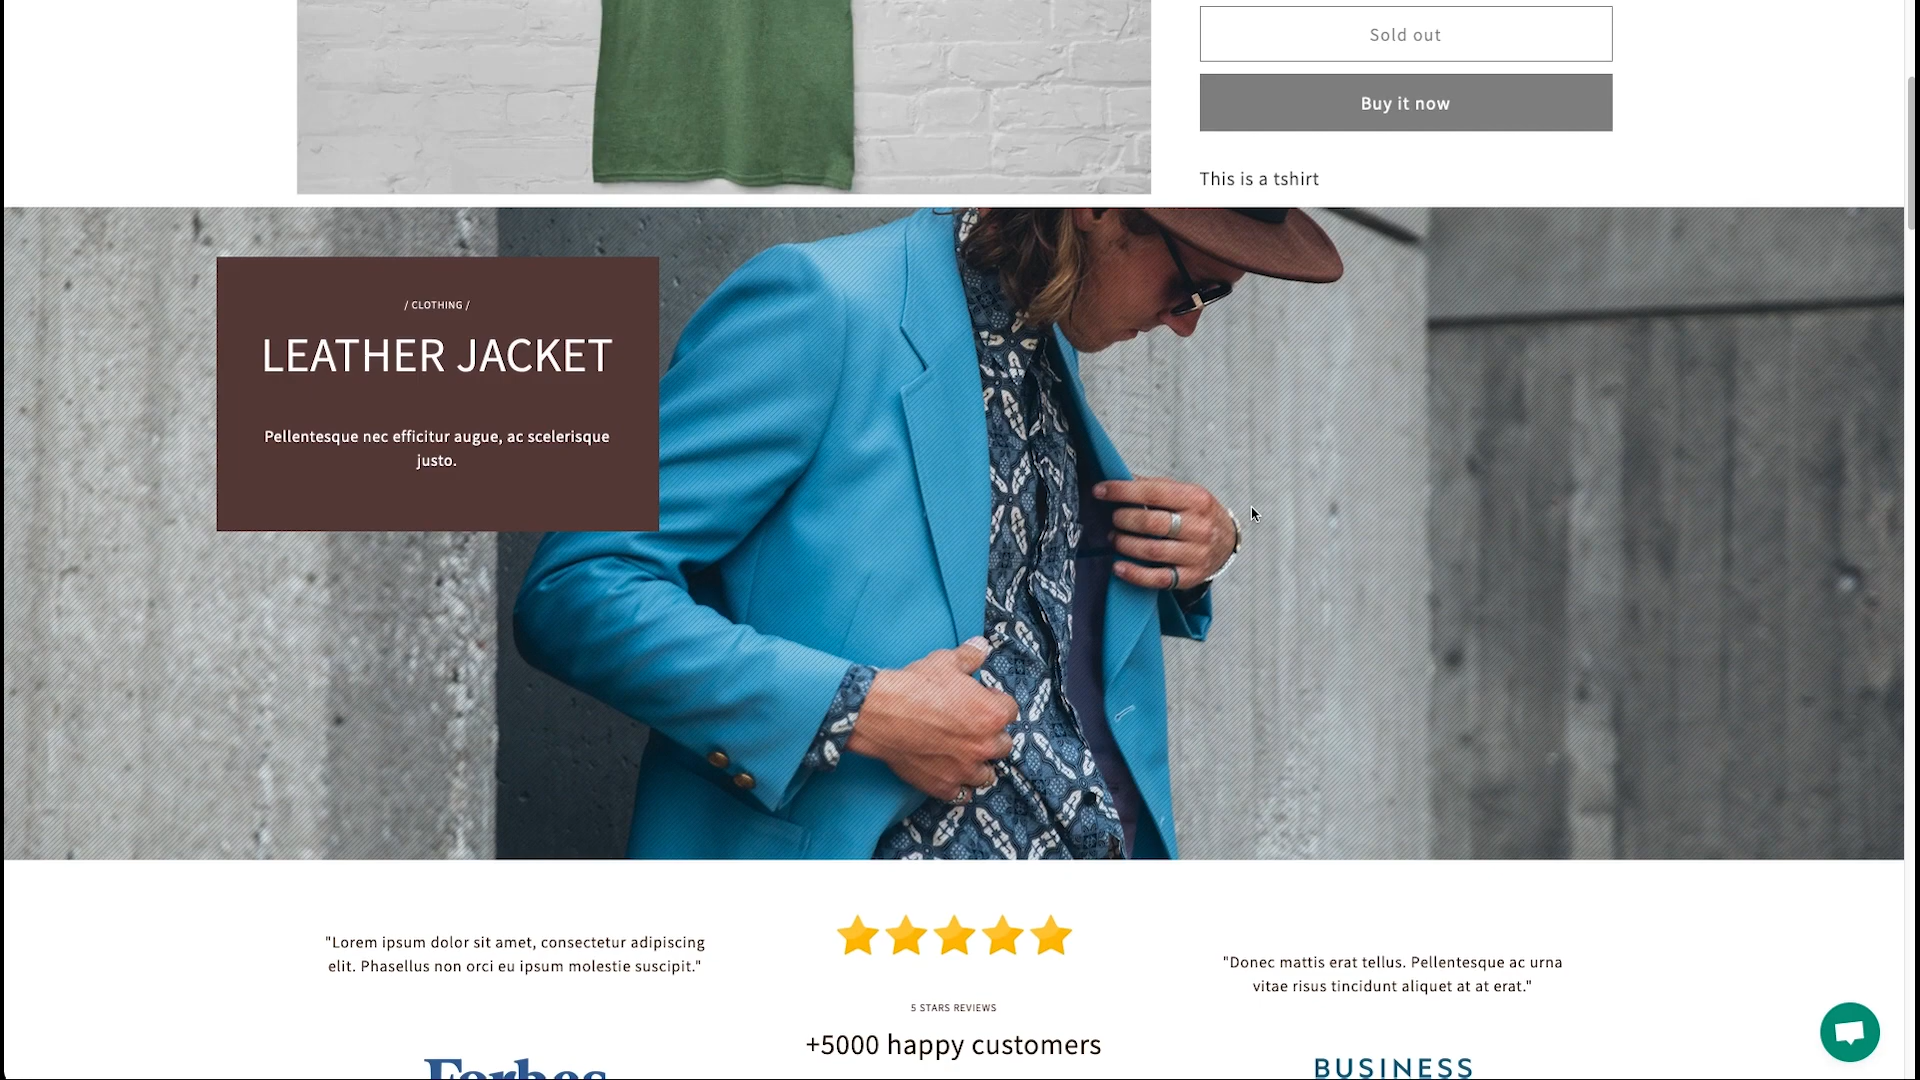 Sold out
Buy it now
This is a tshirt
/ CLOTHING /
LEATHER JACKET
Pellentesque nec efficitur augue, ac scelerisque
justo.
"Lorem ipsum dolor sit amet, consectetur adipiscing
elit. Phasellus non orci eu ipsum molestie suscipit."
5 STARS REVIEWS
+5000 happy customers
"Donec mattis erat tellus. Pellentesque ac urna
vitae risus tincidunt aliquet at at erat."
Forbes
BUSINESS